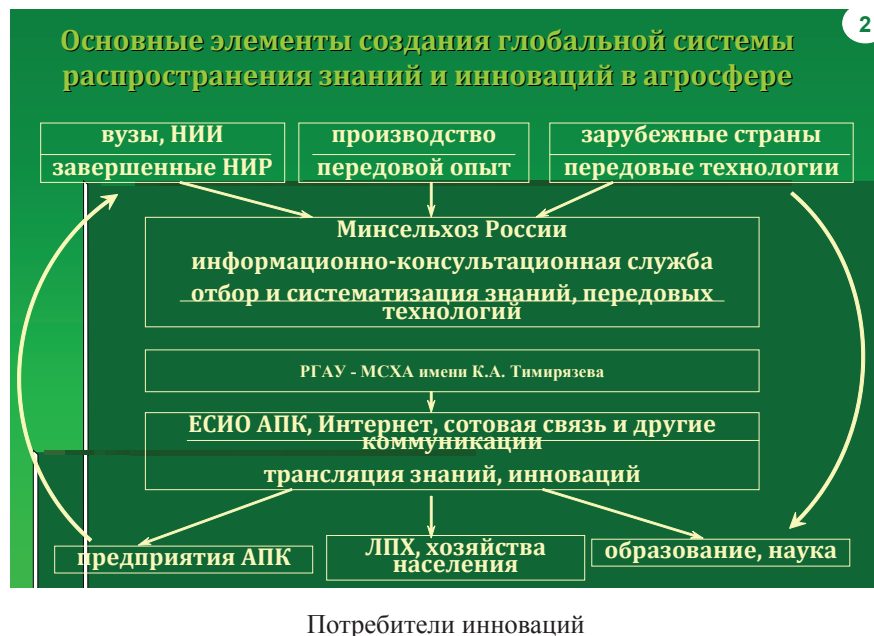 2
Основные элементы создания глобальной системы
распространения знаний и инноваций в агросфере
вузы, НИИ
завершенные НИР
производство
передовой опыт
зарубежные страны
передовые технологии
Минсельхоз России
информационно-консультационная служба
отбор и систематизация знаний, передовых
технологий
РГАУ - МСХА имени К.А. Тимирязева
ЕСИО АПК, Интернет, сотовая связь и другие
коммуникации
трансляция знаний, инноваций
предприятия АПК
ЛПХ, хозяйства
населения
образование, наука
Потребители инноваций